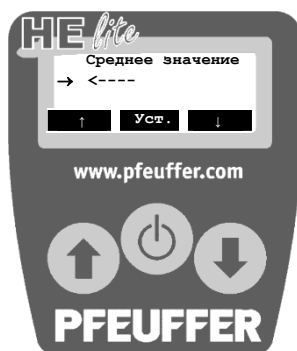 HE lite
Среднее Значение
→ <----
↑ Уст. ↓
www.pfeuffer.com
PFEUFFER